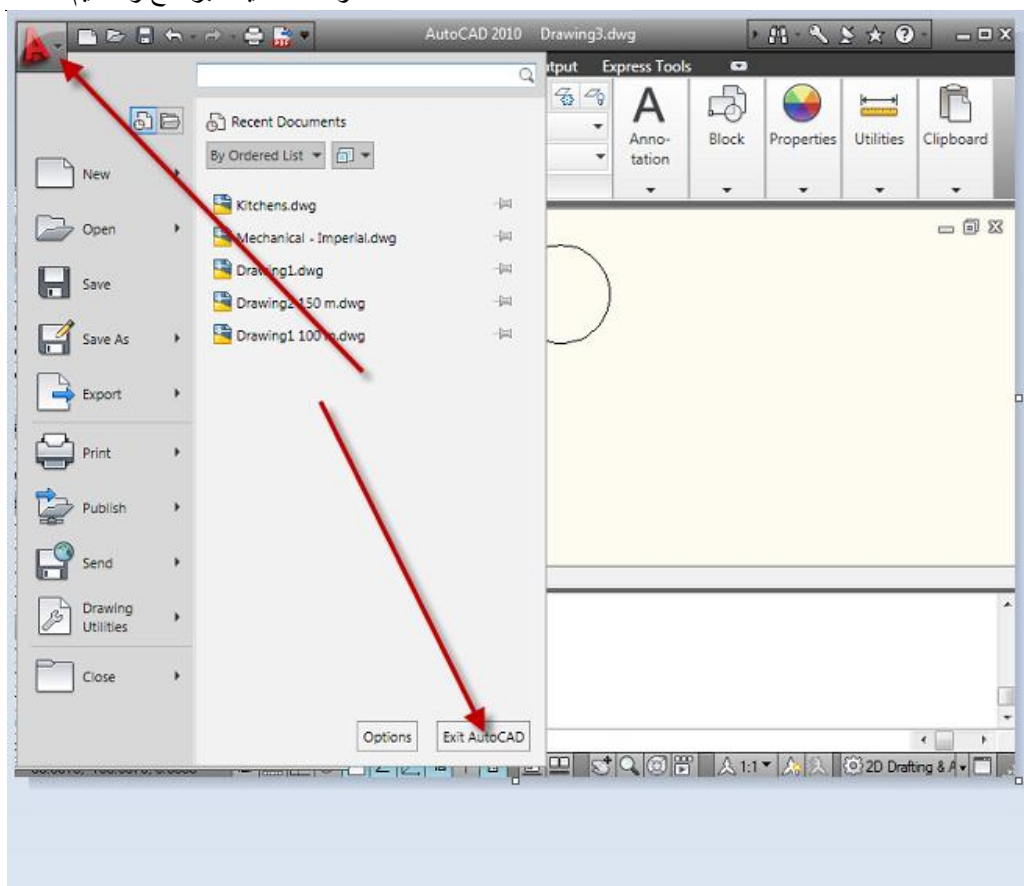 AutoCAD 2010 Drawing3.dwg
Express Tools
Recent Documents
By Ordered List
New
Open
Save
Save As
Export
Print
Publish
Send
Drawing
Utilities
Close
Kitchens.dwg
Mechanical - Imperial.dwg
Drawing1.dwg
Drawing2 150 m.dwg
Drawing1 100 m.dwg
Options
Exit AutoCAD
A
Anno-
tation
Block
Properties
Utilities
Clipboard
1:1
2D Drafting & A